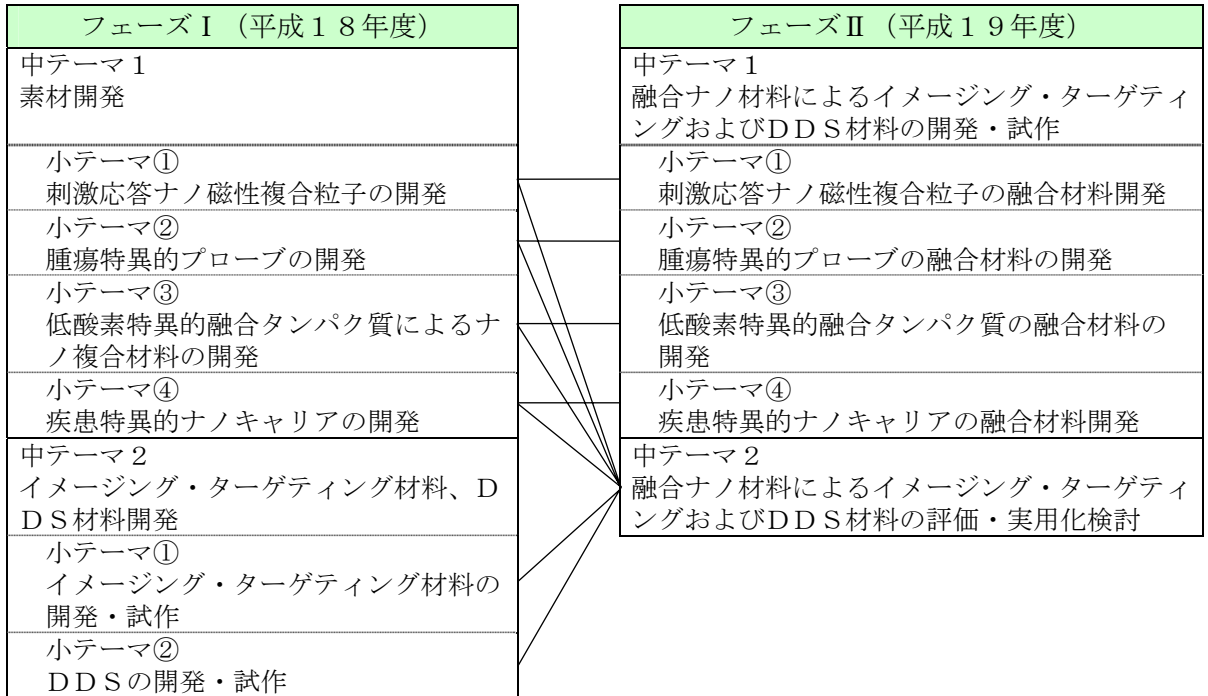 フェーズⅠ（平成１８年度）
中テーマ１
素材開発
小テーマ①
刺激応答ナノ磁性複合粒子の開発
小テーマ②
腫瘍特異的プローブの開発
小テーマ③
低酸素特異的融合タンパク質によるナ
ノ複合材料の開発
小テーマ④
疾患特異的ナノキャリアの開発
中テーマ２
イメージング・ターゲティング材料、Ｄ
ＤＳ材料開発
小テーマ①
イメージング・ターゲティング材料の
開発・試作
小テーマ②
ＤＤＳの開発・試作
フェーズⅡ（平成１９年度）
中テーマ１
融合ナノ材料によるイメージング・ターゲティ
ングおよびＤＤＳ材料の開発・試作
小テーマ①
刺激応答ナノ磁性複合粒子の融合材料開発
小テーマ②
腫瘍特異的プローブの融合材料の開発
小テーマ③
低酸素特異的融合タンパク質の融合材料の
開発
小テーマ④
疾患特異的ナノキャリアの融合材料開発
中テーマ２
融合ナノ材料によるイメージング・ターゲティ
ングおよびＤＤＳ材料の評価・実用化検討